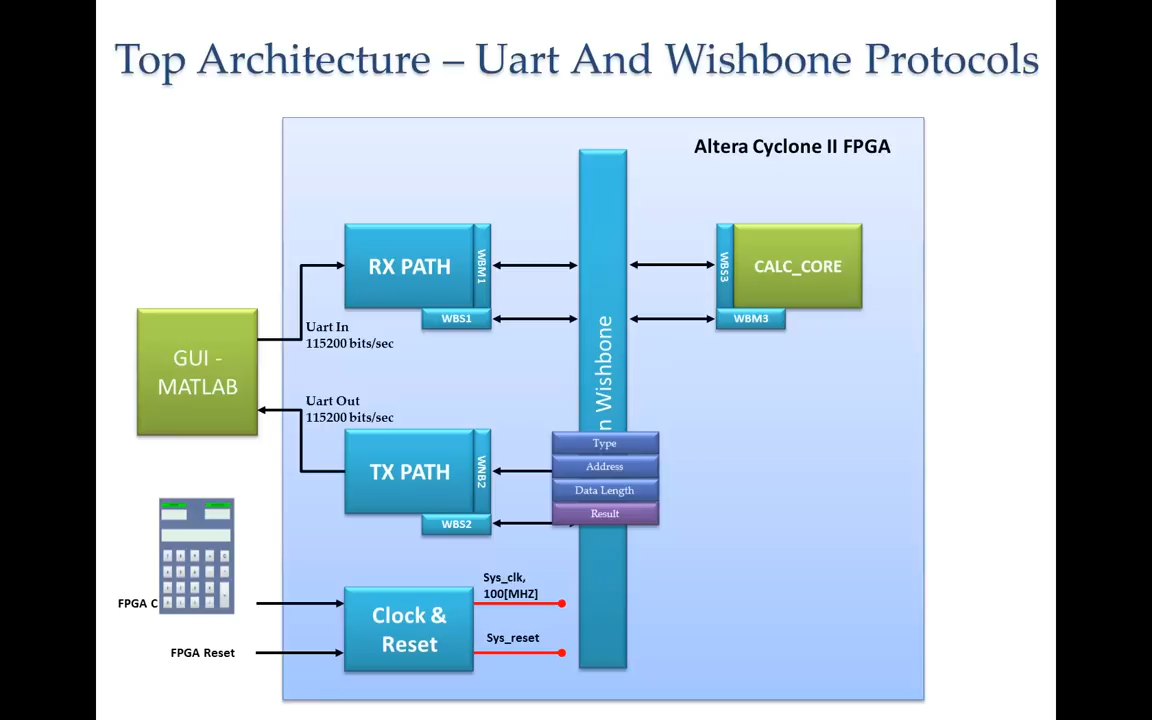 Top Architecture – Uart And Wishbone Protocols
Altera Cyclone II FPGA
RX PATH
WBM1
WBS1
WBS3
CALC_CORE
WBM3
Uart In
115200 bits/sec
GUI -
MATLAB
n Wishbone
Uart Out
115200 bits/sec
TX PATH
WNB2
WBS2
Type
Address
Data Length
Result
Sys_clk,
100[MHZ]
FPGA C
Clock &
Reset
Sys_reset
FPGA Reset